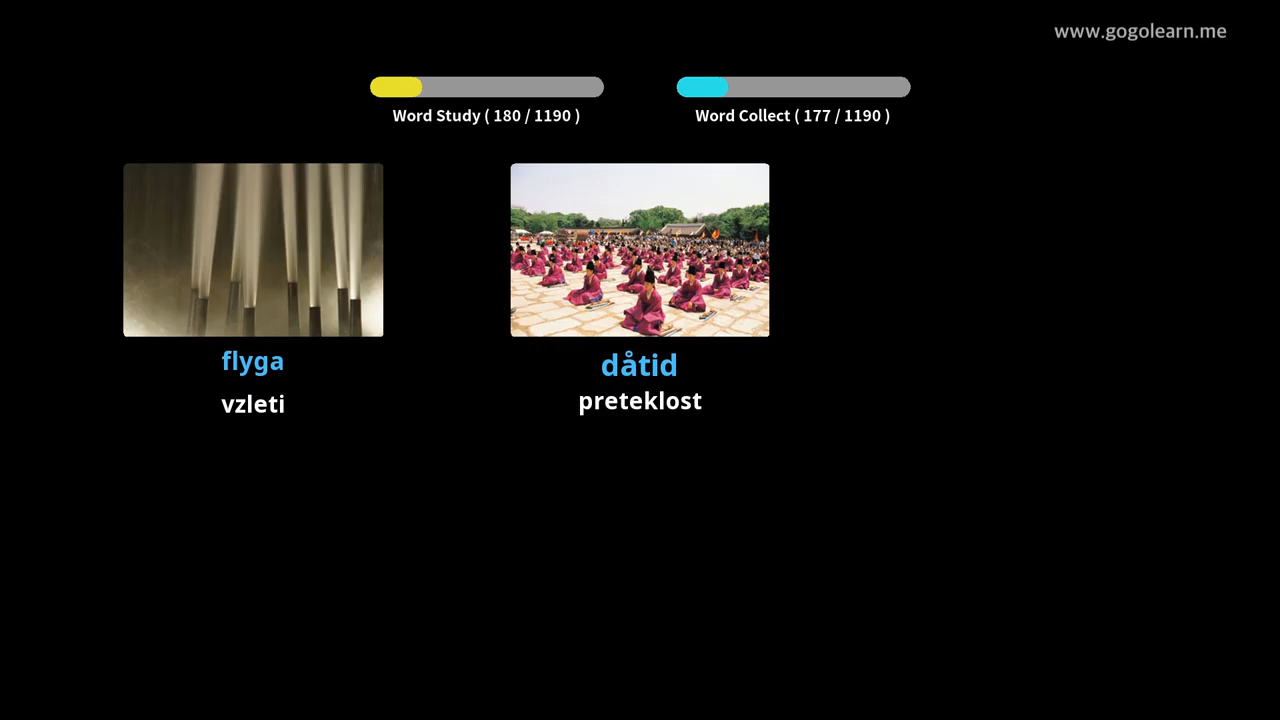 www.gogolearn.me
Word Study ( 180 / 1190 )
Word Collect ( 177 / 1190 )
flyga
vzleti
dåtid
preteklost